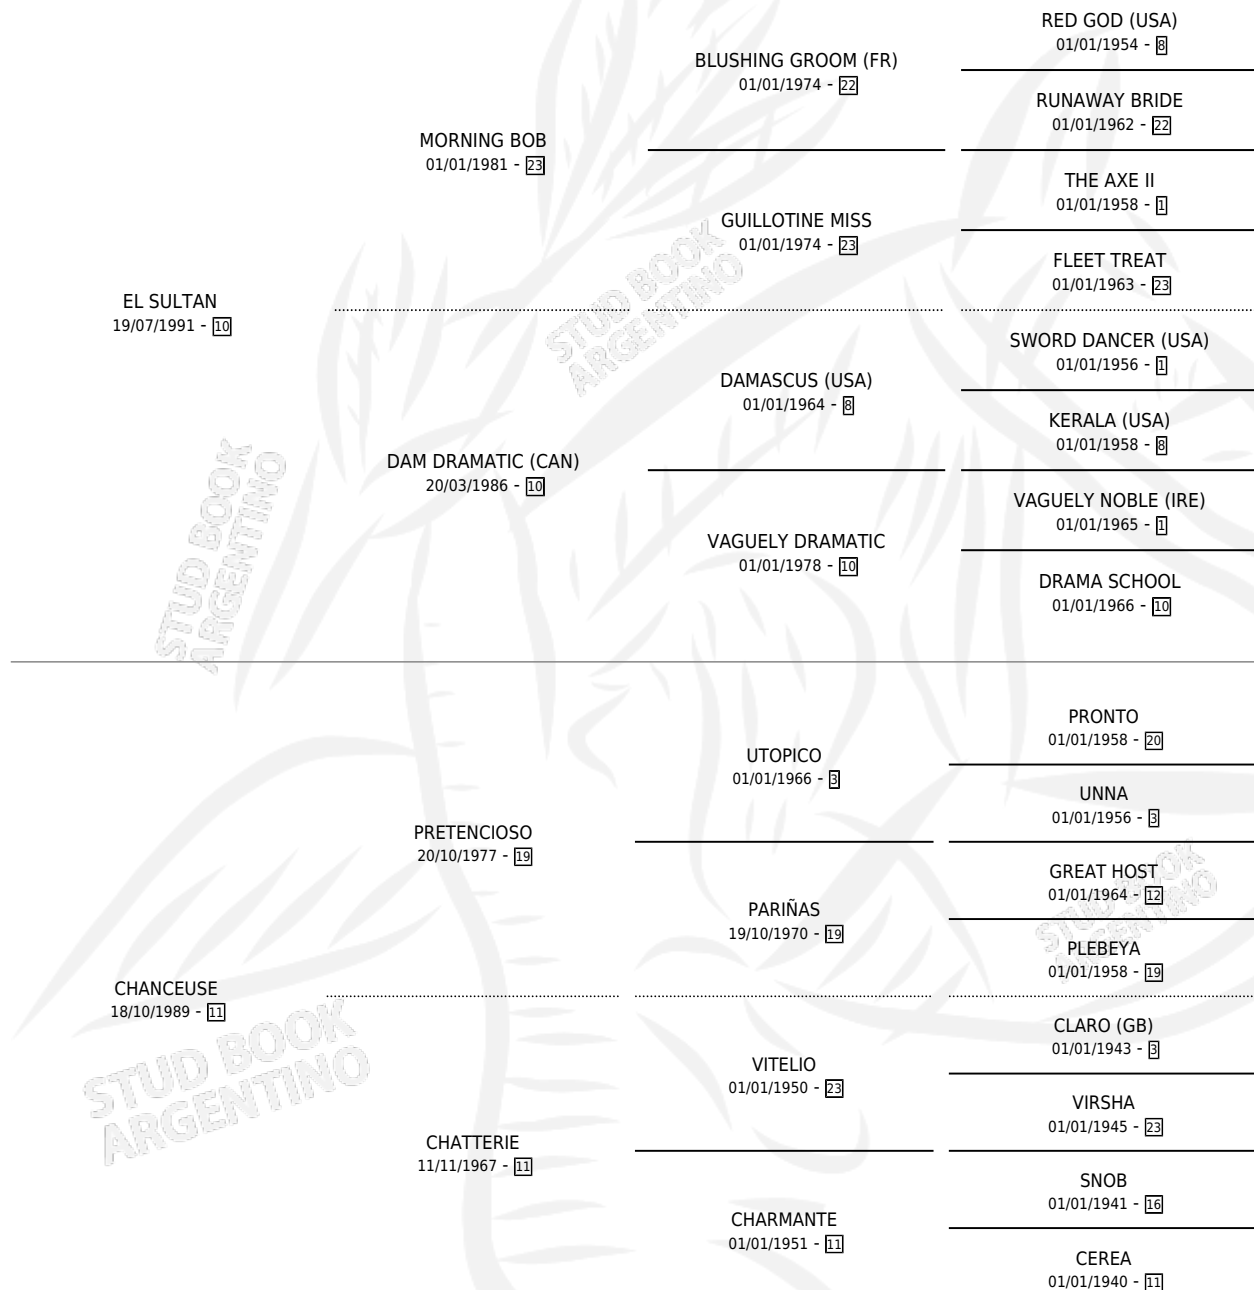 RED GOD (USA)
01/01/1954 - 8
BLUSHING GROOM (FR)
01/01/1974 - 22
RUNAWAY BRIDE
01/01/1962 - 22
MORNING BOB
01/01/1981 - 23
THE AXE II
01/01/1958 - 1
GUILLOTINE MISS
01/01/1974 - 23
FLEET TREAT
01/01/1963 - 23
EL SULTAN
19/07/1991 - 10
SWORD DANCER (USA)
01/01/1956 - 1
DAMASCUS (USA)
01/01/1964 - 8
KERALA (USA)
01/01/1958 - 8
DAM DRAMATIC (CAN)
20/03/1986 - 10
VAGUELY NOBLE (IRE)
01/01/1965 - 1
VAGUELY DRAMATIC
01/01/1978 - 10
DRAMA SCHOOL
01/01/1966 - 10
PRONTO
01/01/1958 - 20
UTOPICO
01/01/1966 - 3
UNNA
01/01/1956 - 3
PRETENCIOSO
20/10/1977 - 19
GREAT HOST
01/01/1964 - 12
PARIÑAS
19/10/1970 - 19
PLEBEYA
01/01/1958 - 19
CHANCEUSE
18/10/1989 - 11
CLARO (GB)
01/01/1943 - 3
VITELIO
01/01/1950 - 23
VIRSHA
01/01/1945 - 23
CHATTERIE
11/11/1967 - 11
SNOB
01/01/1941 - 16
CHARMANTE
01/01/1951 - 11
CEREA
01/01/1940 - 11
STUD BOOK
ARGENTINO
STUD BOOK
ARGENTINO
STUD BOOK
ARGENTINO
STUD BOOK
ARGENTINO